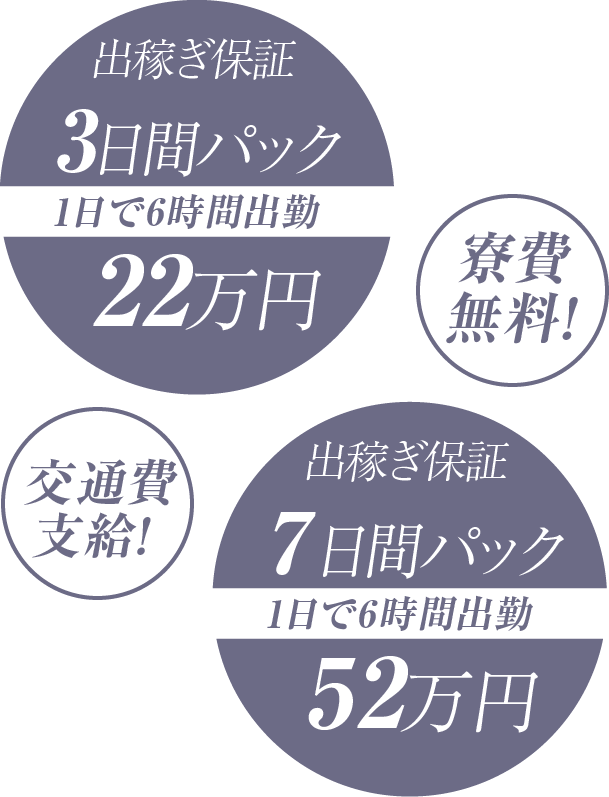 出稼ぎ保証
3日間パック
1日で6時間出勤
22万円
寮費
無料!
交通費
支給!
出稼ぎ保証
7日間パック
1日で6時間出勤
52万円